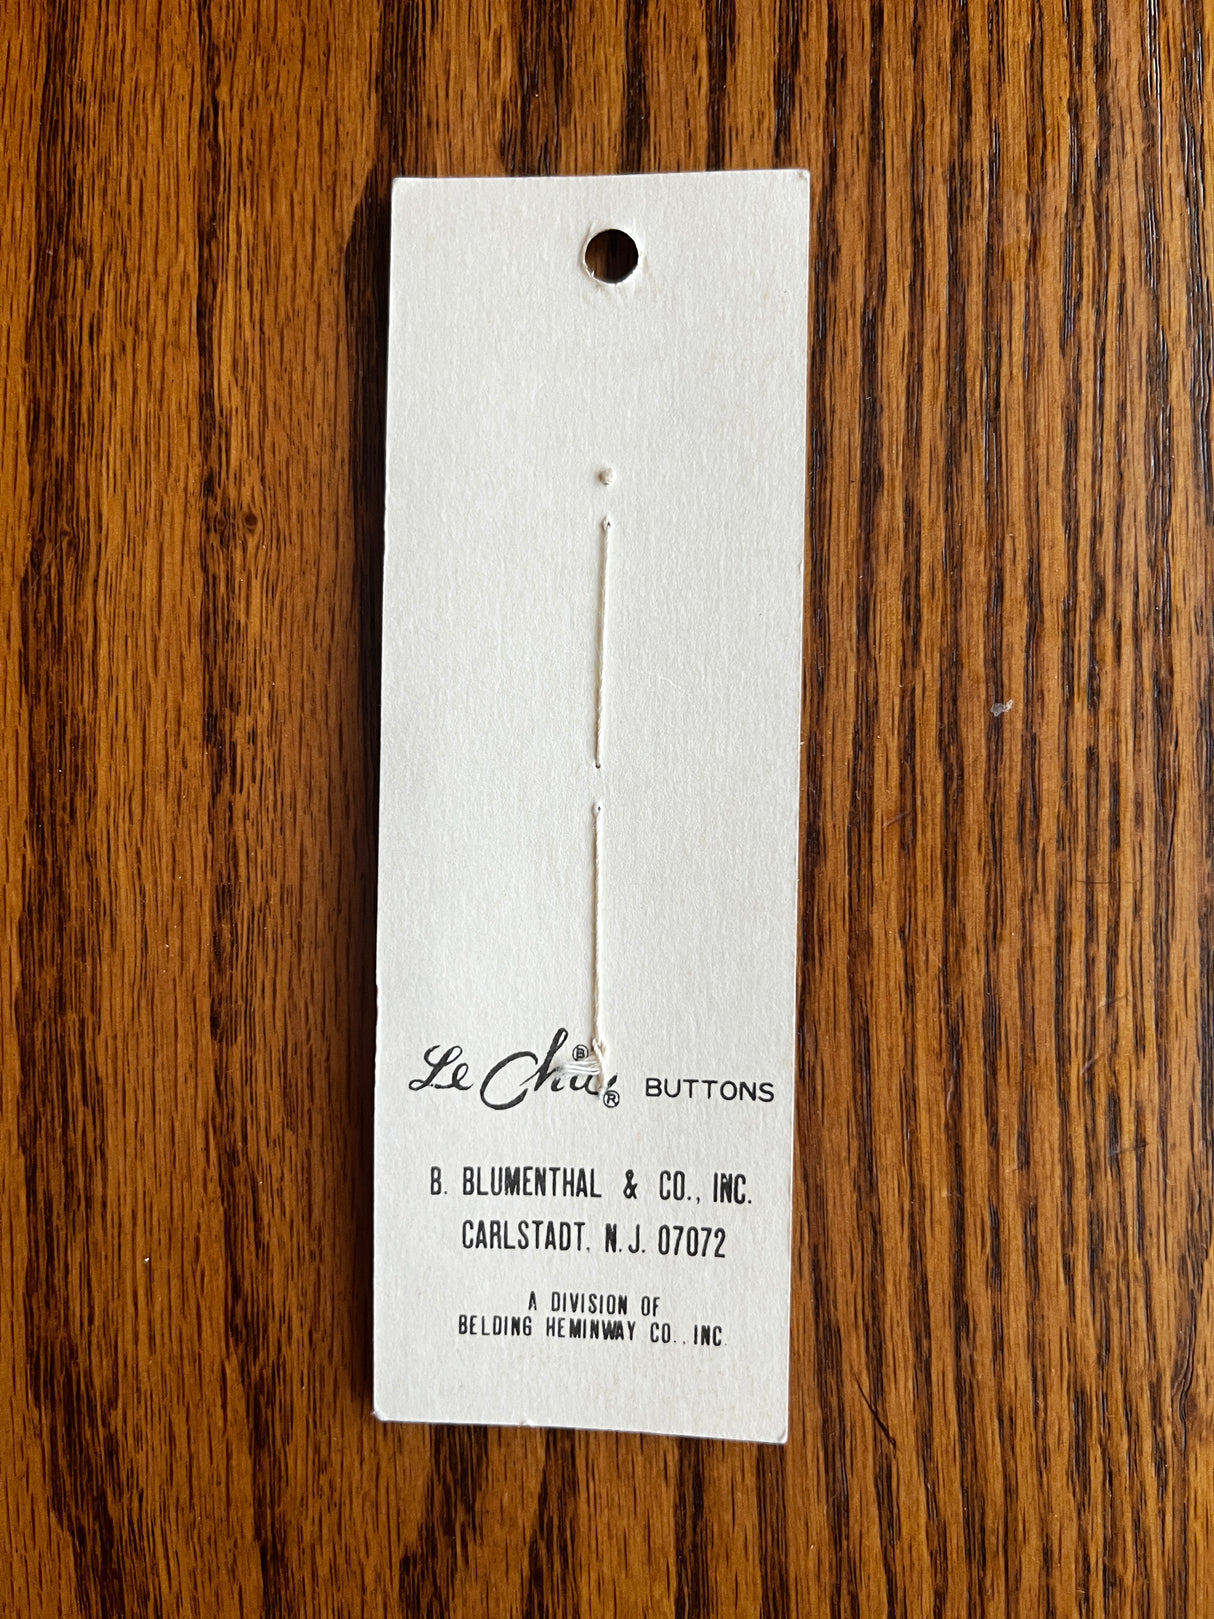 Le Chic ® BUTTONS
B. BLUMENTHAL & CO., INC.
CARLSTADT, N.J. 07072
A DIVISION OF
BELDING HEMINWAY CO., INC.